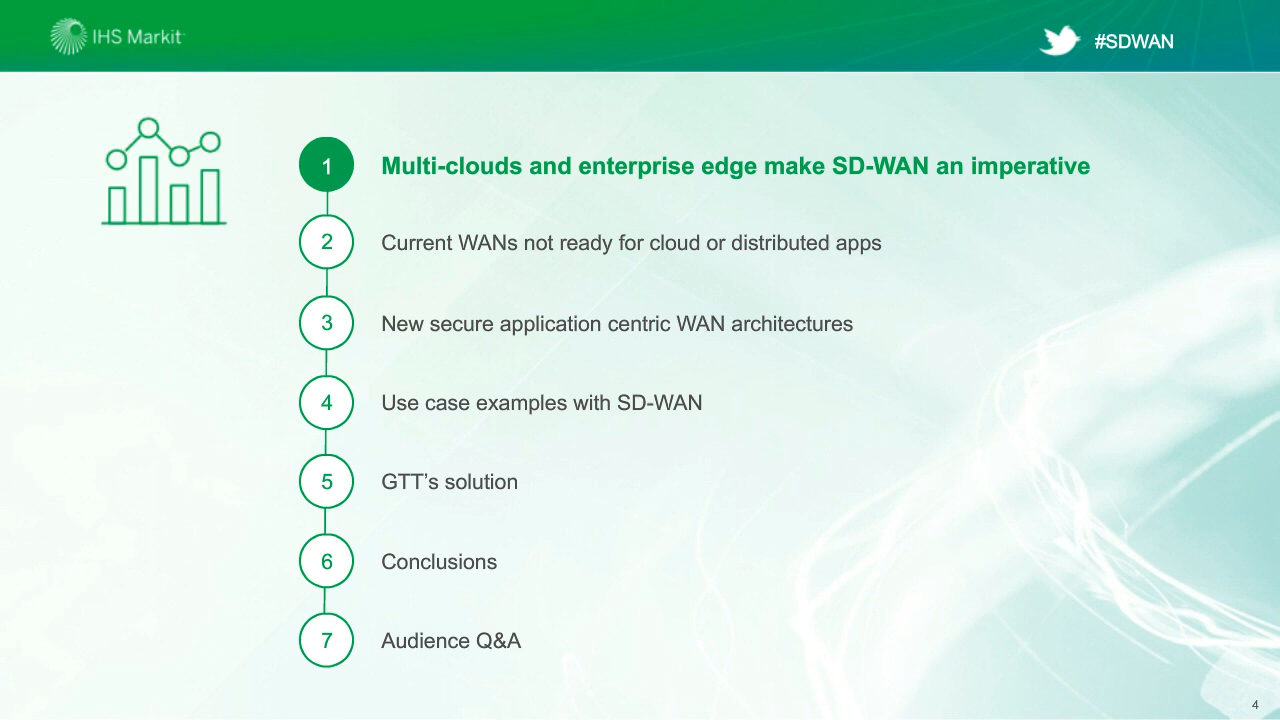 IHS Markit
#SDWAN
1 Multi-clouds and enterprise edge make SD-WAN an imperative
2 Current WANs not ready for cloud or distributed apps
3 New secure application centric WAN architectures
4 Use case examples with SD-WAN
5 GTT’s solution
6 Conclusions
7 Audience Q&A
4